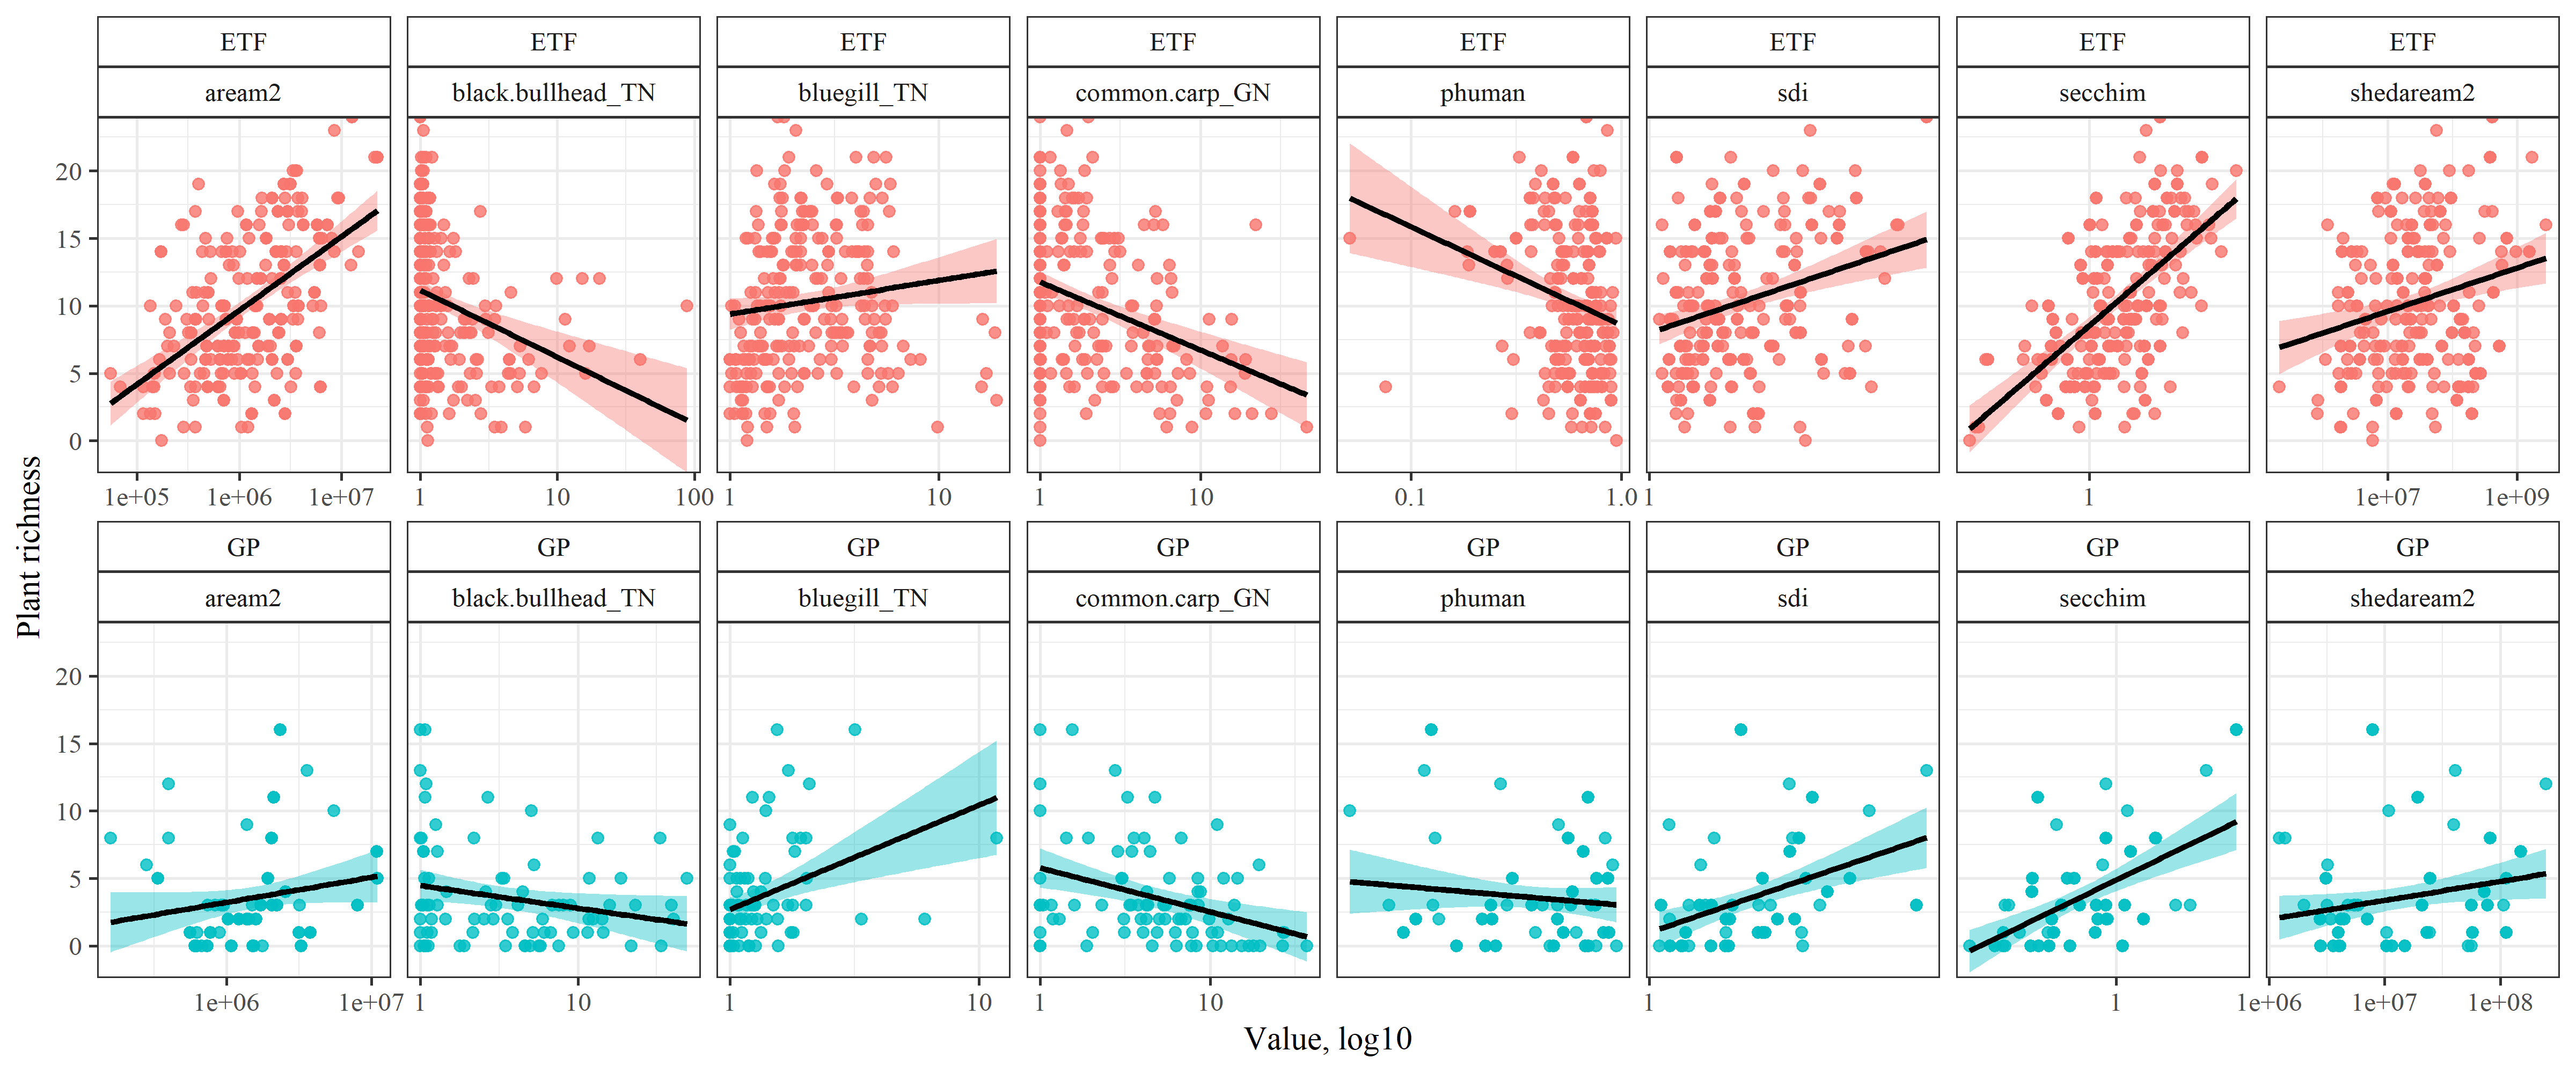 ETF ETF ETF ETF ETF ETF ETF ETF
aream2 black.bullhead_TN bluegill_TN common.carp_GN phuman sdi secchim shedaream2
20
15
10
5
0
1e+05 1e+06 1e+07 1 10 100 1 10 1 10 0.1 1.0 1 1 1e+07 1e+09
Plant richness
GP GP GP GP GP GP GP GP
aream2 black.bullhead_TN bluegill_TN common.carp_GN phuman sdi secchim shedaream2
20
15
10
5
0
1e+06 1e+07 1 10 1 10 1 10 1 1 1e+06 1e+07 1e+08
Value, log10